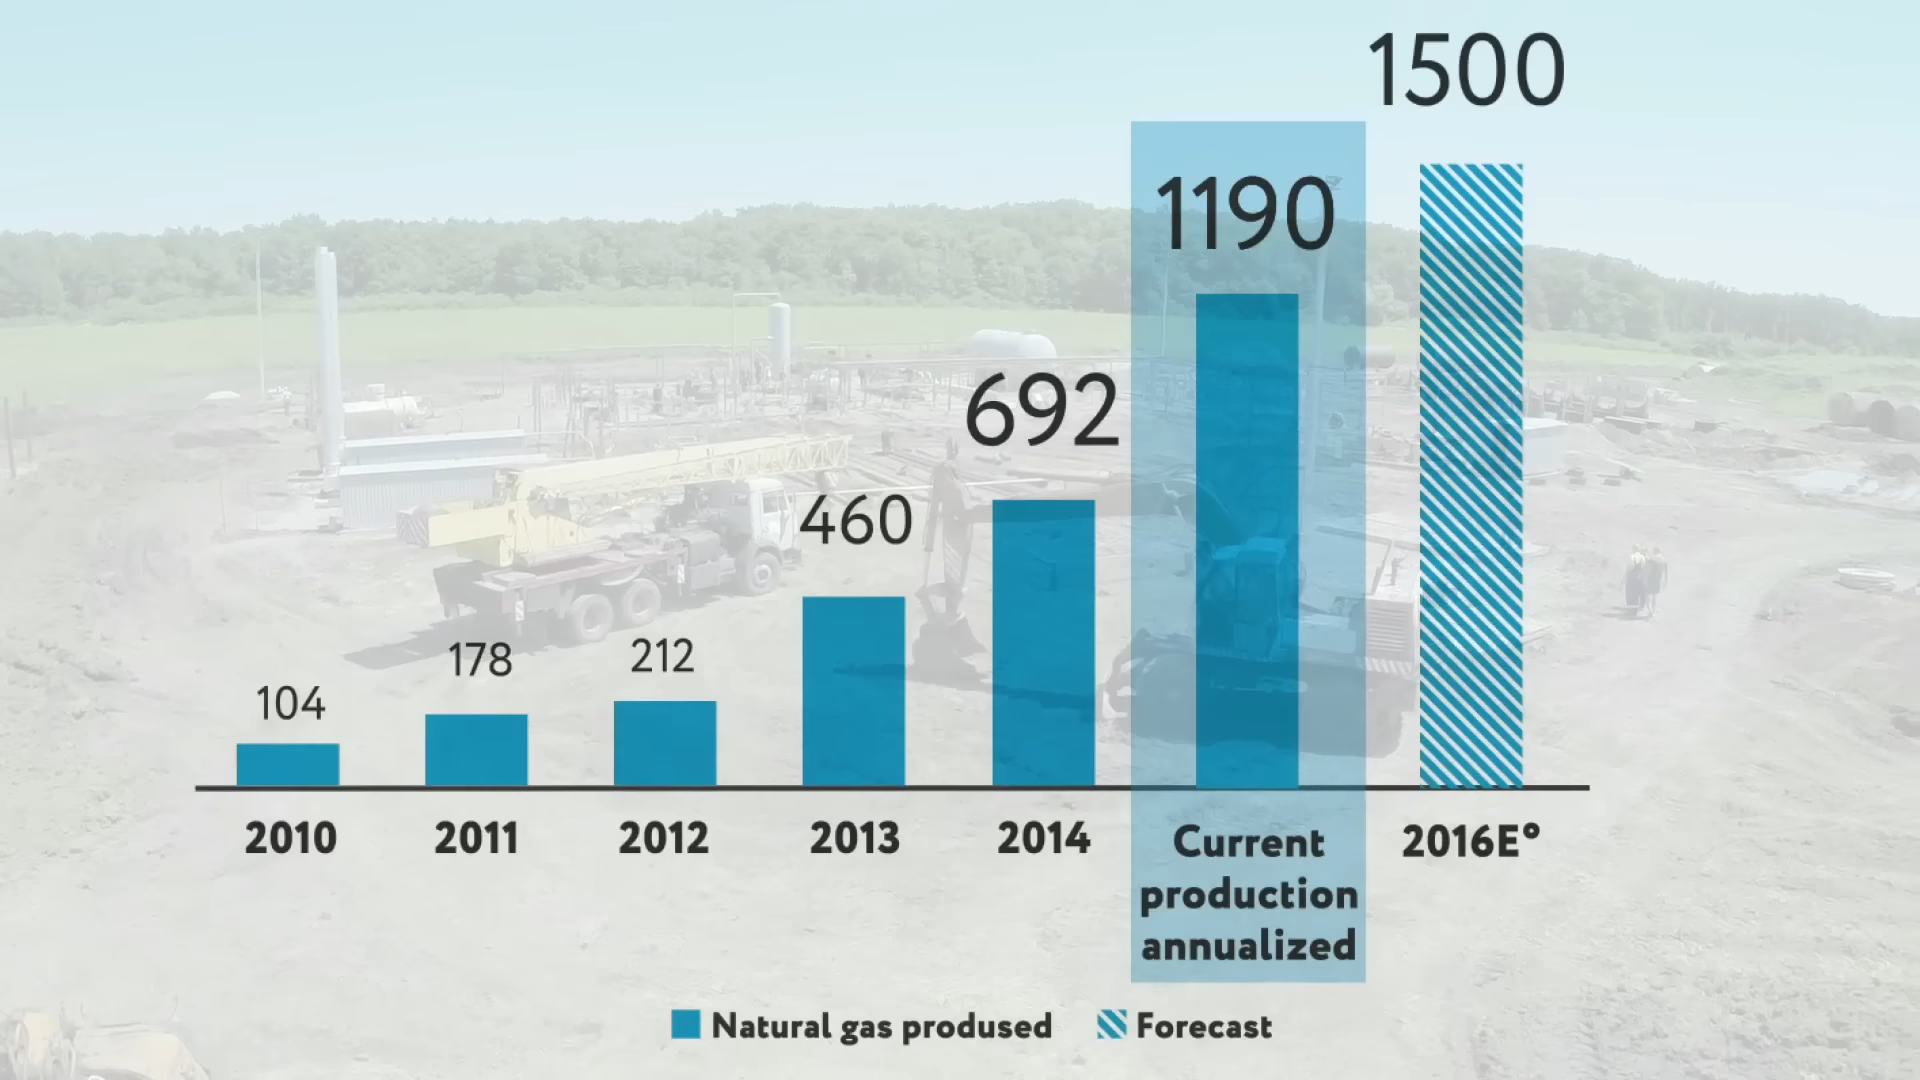 1500
1190
692
460
212
178
104
2010
2011
2012
2013
2014
Current
production
annualized
2016E°
Natural gas prodused
Forecast